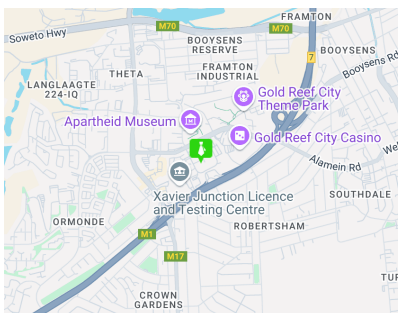 FRAMTON
M70
M70
Soweto Hwy
BOOYSENS
RESERVE
BOOYSENS
7
THETA
FRAMTON
INDUSTRIAL
Booysens Rd
LANGLAAGTE
224-IQ
Gold Reef City
Theme Park
Apartheid Museum
Gold Reef City Casino
Wel
Alamein Rd
Xavier Junction Licence
and Testing Centre
SOUTHDALE
ORMONDE
ROBERTSHAM
M1
M17
TUR
CROWN
GARDENS